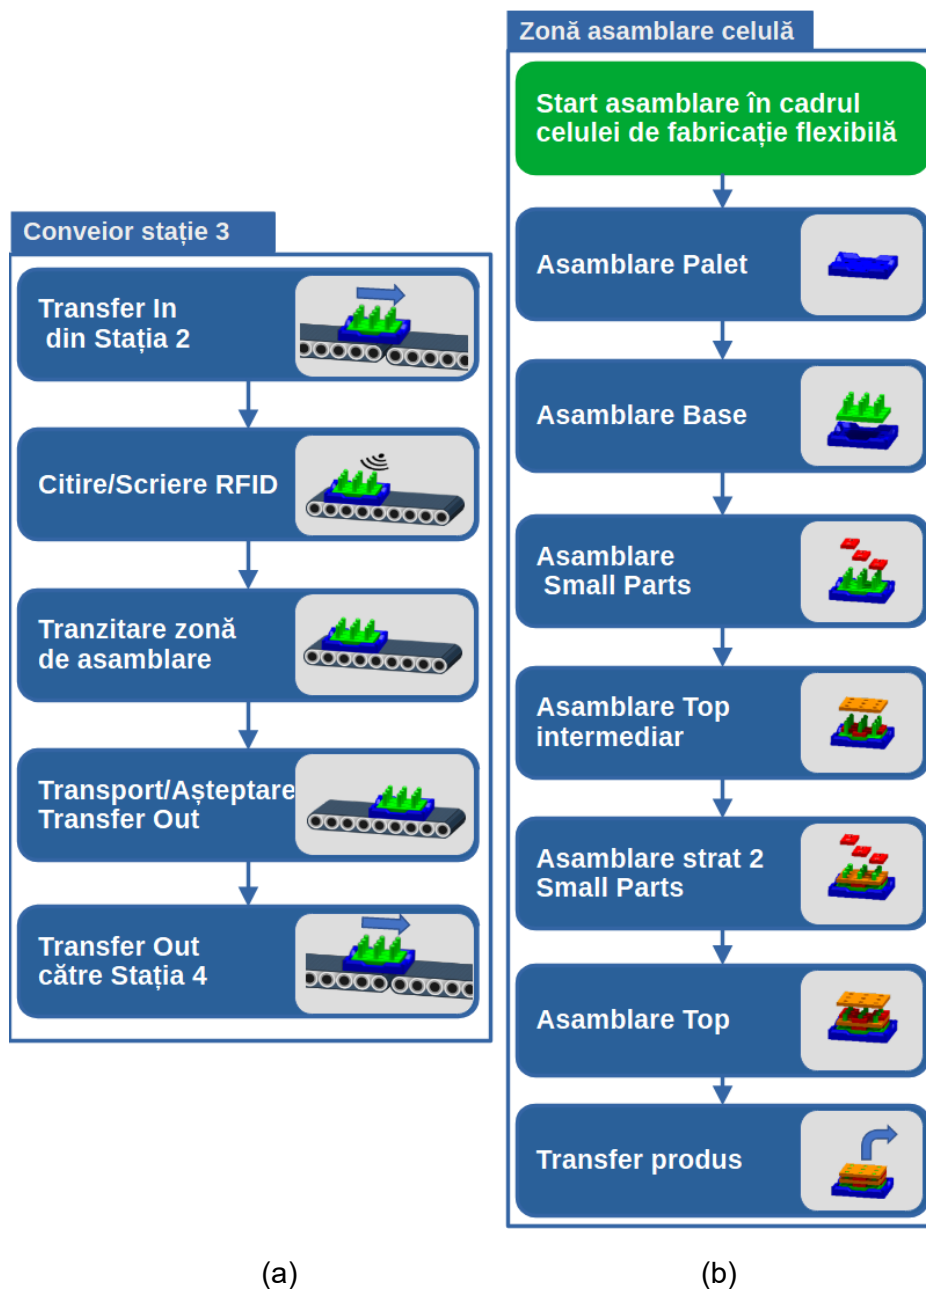 Conveior stație 3
Transfer In
din Stația 2
Citire/Scriere RFID
Tranzitare zonă
de asamblare
Transport/Așteptare
Transfer Out
Transfer Out
către Stația 4
(a)
Zonă asamblare celulă
Start asamblare în cadrul
celulei de fabricație flexibilă
Asamblare Palet
Asamblare Base
Asamblare
Small Parts
Asamblare Top
intermediar
Asamblare strat 2
Small Parts
Asamblare Top
Transfer produs
(b)